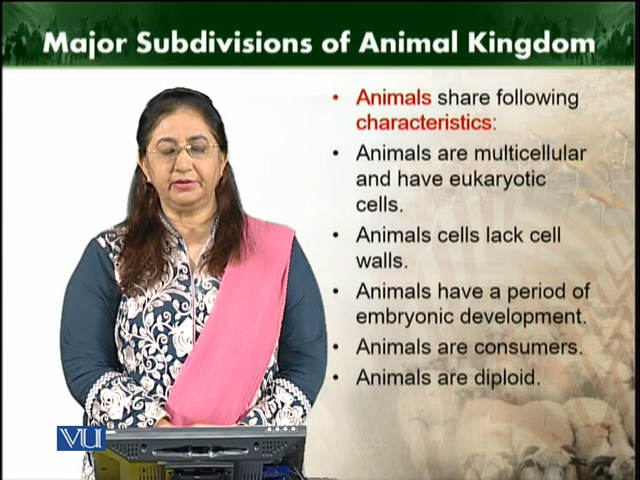 Major Subdivisions of Animal Kingdom
• Animals share following
characteristics:
• Animals are multicellular
and have eukaryotic
cells.
• Animals cells lack cell
walls.
• Animals have a period of
embryonic development.
• Animals are consumers.
• Animals are diploid.
VU